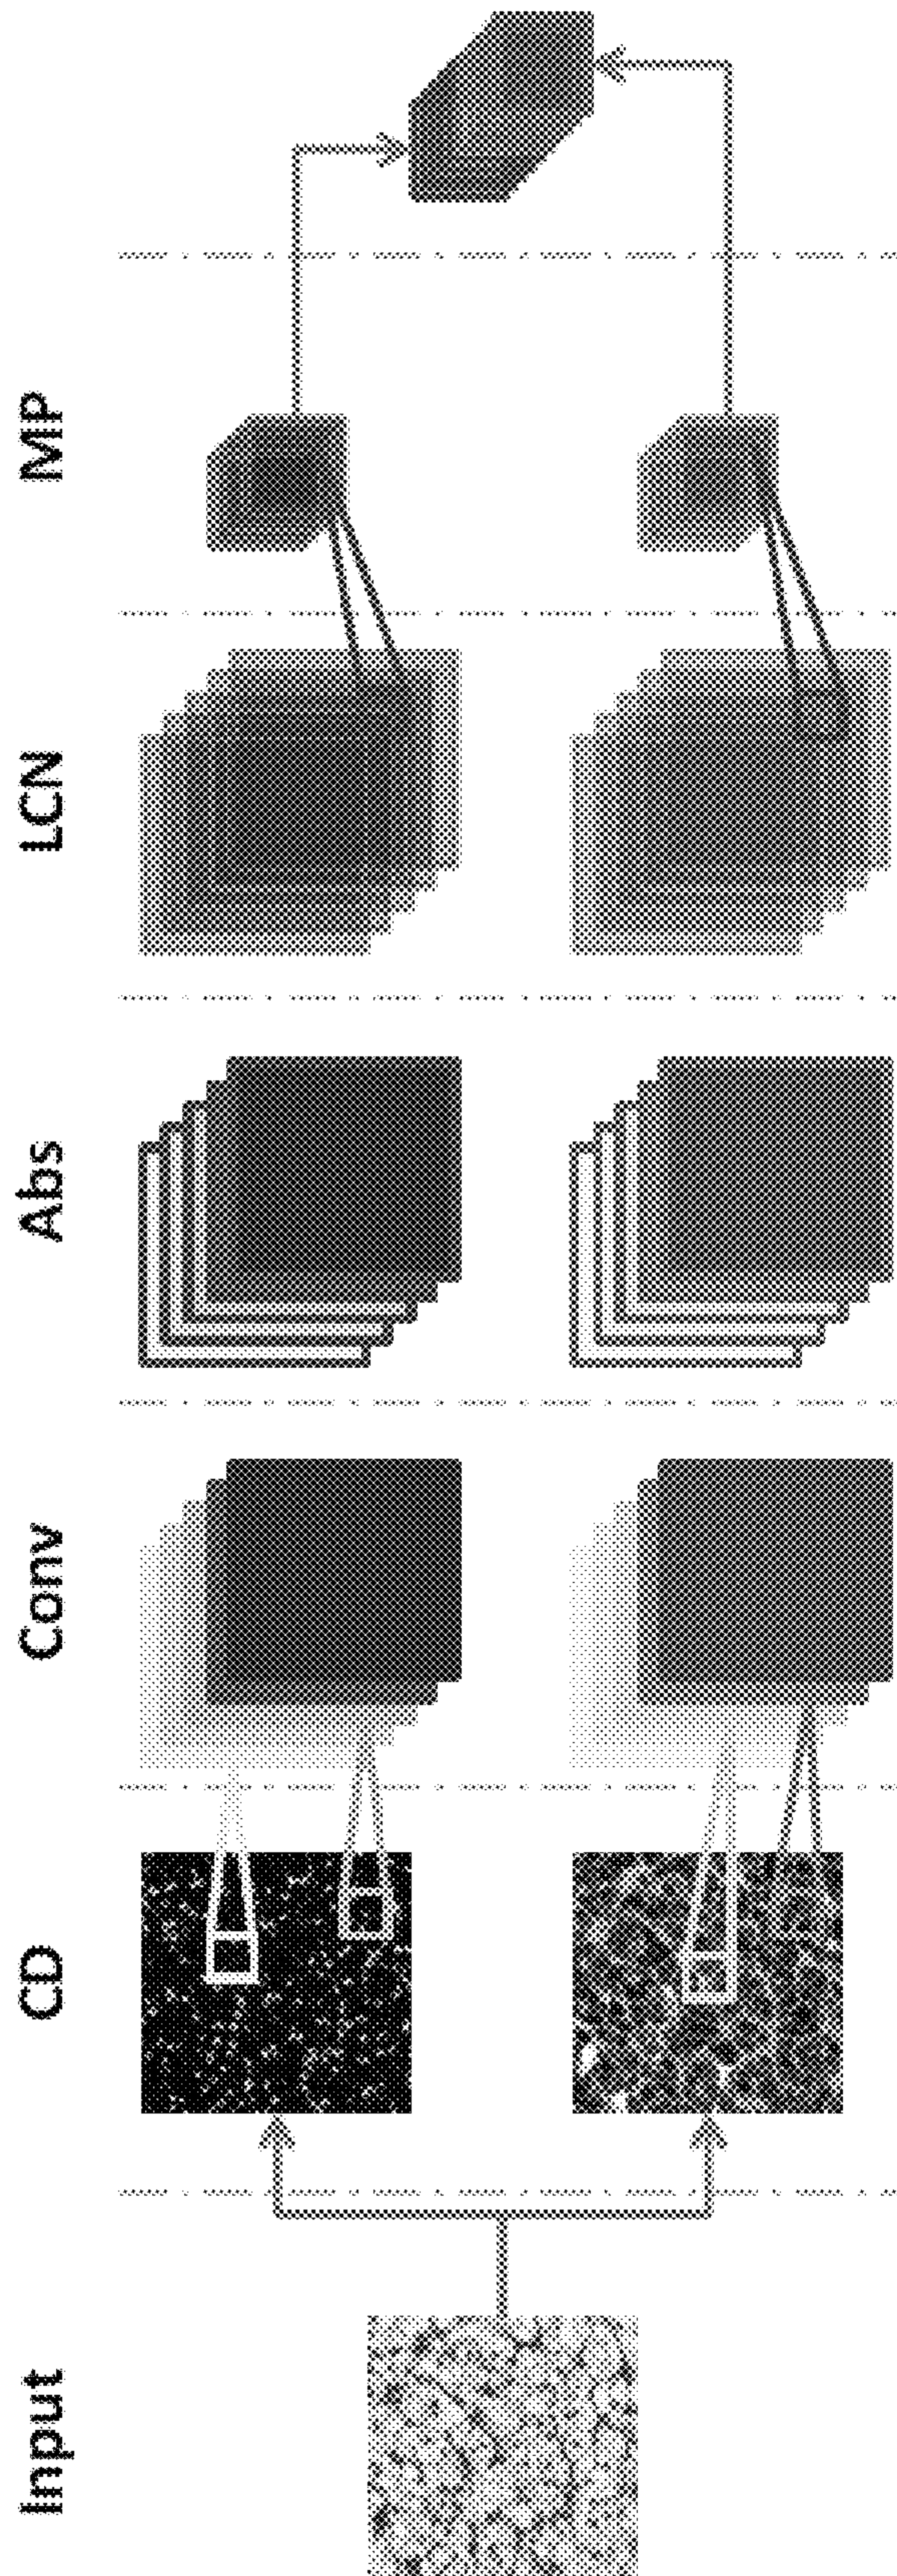 Input
CD
Conv
Abs
LCN
MP